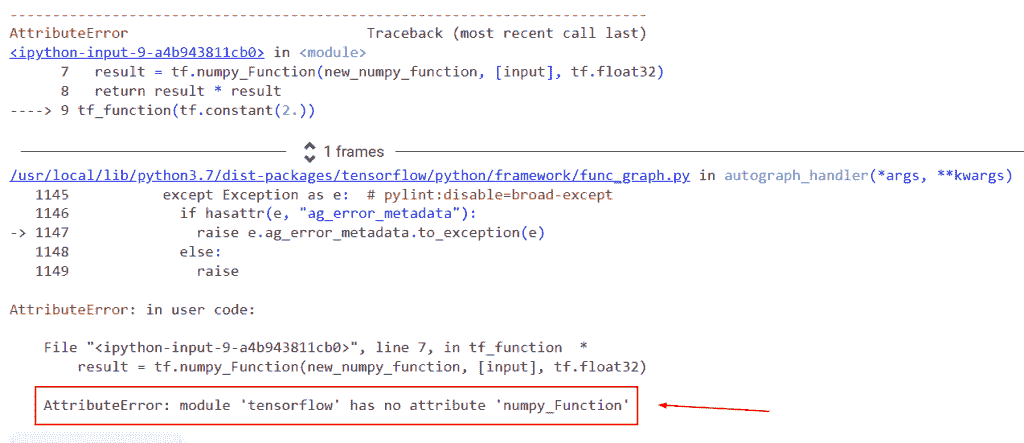 ---------------------------------------------------------------------------
AttributeError                            Traceback (most recent call last)
<ipython-input-9-a4b943811cb0> in <module>
      7   result = tf.numpy_Function(new_numpy_function, [input], tf.float32)
      8   return result * result
----> 9 tf_function(tf.constant(2.))
1 frames
/usr/local/lib/python3.7/dist-packages/tensorflow/python/framework/func_graph.py in autograph_handler(*args, **kwargs)
   1145           except Exception as e:  # pylint:disable=broad-except
   1146             if hasattr(e, "ag_error_metadata"):
-> 1147               raise e.ag_error_metadata.to_exception(e)
   1148             else:
   1149               raise
AttributeError: in user code:
    File "<ipython-input-9-a4b943811cb0>", line 7, in tf_function  *
        result = tf.numpy_Function(new_numpy_function, [input], tf.float32)
    AttributeError: module 'tensorflow' has no attribute 'numpy_Function'